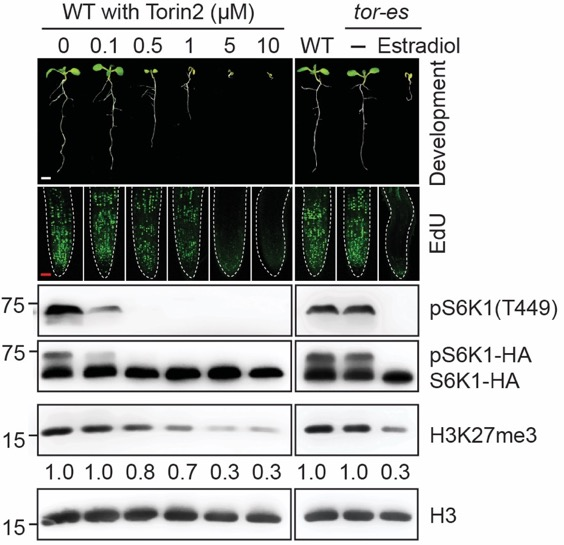 WT with Torin2 (μM)
tor-es
0 0.1 0.5 1 5 10 WT – Estradiol
Development
EdU
75
pS6K1(T449)
75
pS6K1-HA
S6K1-HA
15
H3K27me3
1.0 1.0 0.8 0.7 0.3 0.3 1.0 1.0 0.3
15
H3